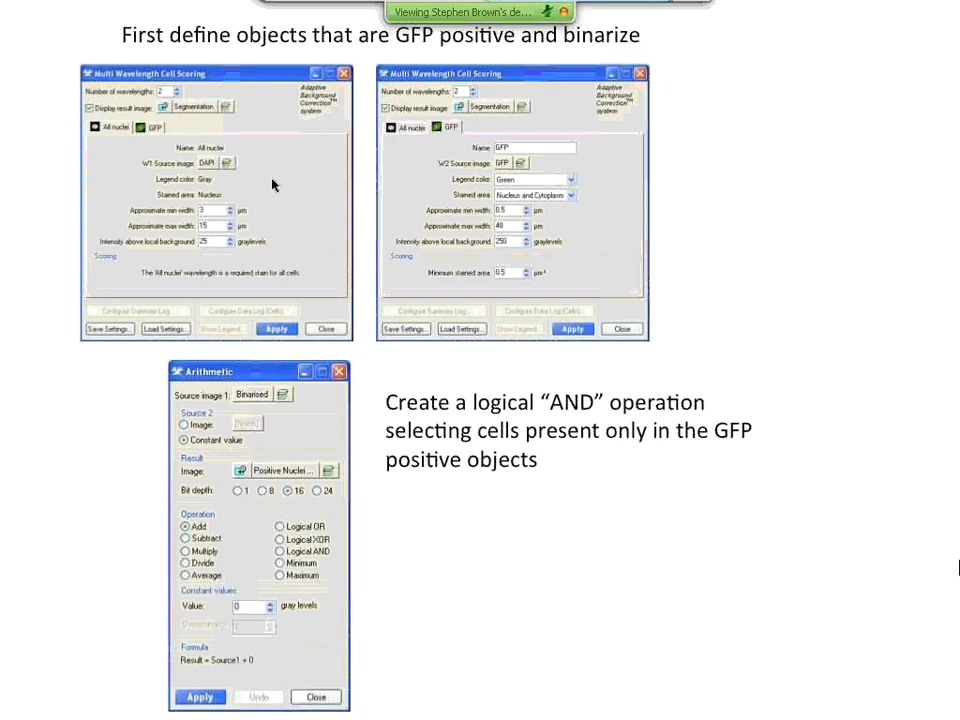 Viewing Stephen Brown's de...
First define objects that are GFP positive and binarize
Multi Wavelength Cell Scoring
Number of wavelengths: 2
Adaptive Background Correction™ system
Display result image: Segmentation
All nuclei GFP
Name: All nuclei
W1 Source image: DAPI
Legend color: Gray
Stained area: Nucleus
Approximate min width: 3 µm
Approximate max width: 15 µm
Intensity above local background: 25 graylevels
Scoring
The 'All nuclei' wavelength is a required stain for all cells.
Configure Summary Log... Configure Data Log (Cells)...
Save Settings... Load Settings... Show Legend Apply Close
Multi Wavelength Cell Scoring
Number of wavelengths: 2
Adaptive Background Correction™ system
Display result image: Segmentation
All nuclei GFP
Name: GFP
W2 Source image: GFP
Legend color: Green
Stained area: Nucleus and Cytoplasm
Approximate min width: 0.5 µm
Approximate max width: 40 µm
Intensity above local background: 250 graylevels
Scoring
Minimum stained area: 0.5 µm²
Configure Summary Log... Configure Data Log (Cells)...
Save Settings... Load Settings... Show Legend Apply Close
Arithmetic
Source image 1: Binarised
Source 2
Image: [None]
Constant value
Result
Image: Positive Nuclei ...
Bit depth: 1 8 16 24
Operation
Add Logical OR
Subtract Logical XOR
Multiply Logical AND
Divide Minimum
Average Maximum
Constant values
Value: 0 gray levels
Denominator:
Formula
Result = Source1 + 0
Apply Undo Close
Create a logical “AND” operation
selecting cells present only in the GFP
positive objects